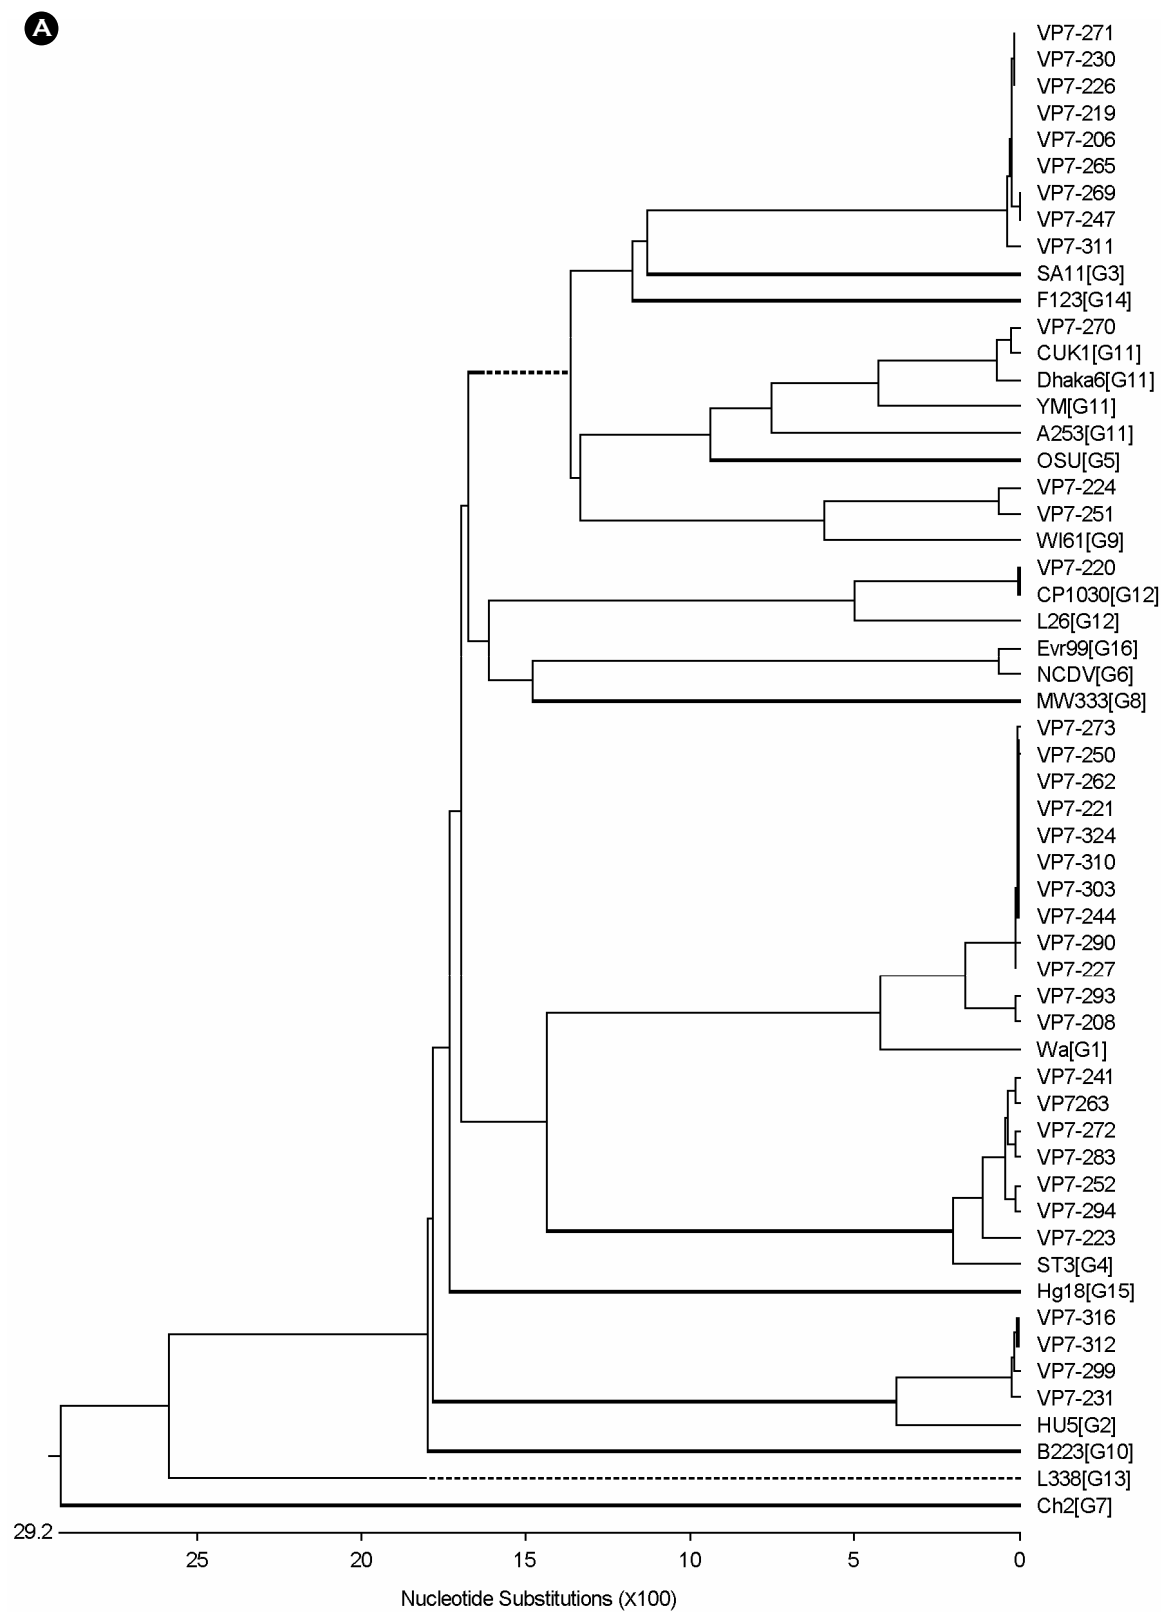 A
VP7-271
VP7-230
VP7-226
VP7-219
VP7-206
VP7-265
VP7-269
VP7-247
VP7-311
SA11[G3]
F123[G14]
VP7-270
CUK1[G11]
Dhaka6[G11]
YM[G11]
A253[G11]
OSU[G5]
VP7-224
VP7-251
WI61[G9]
VP7-220
CP1030[G12]
L26[G12]
Evr99[G16]
NCDV[G6]
MW333[G8]
VP7-273
VP7-250
VP7-262
VP7-221
VP7-324
VP7-310
VP7-303
VP7-244
VP7-290
VP7-227
VP7-293
VP7-208
Wa[G1]
VP7-241
VP7263
VP7-272
VP7-283
VP7-252
VP7-294
VP7-223
ST3[G4]
Hg18[G15]
VP7-316
VP7-312
VP7-299
VP7-231
HU5[G2]
B223[G10]
L338[G13]
Ch2[G7]
29.2
25 20 15 10 5 0
Nucleotide Substitutions (X100)